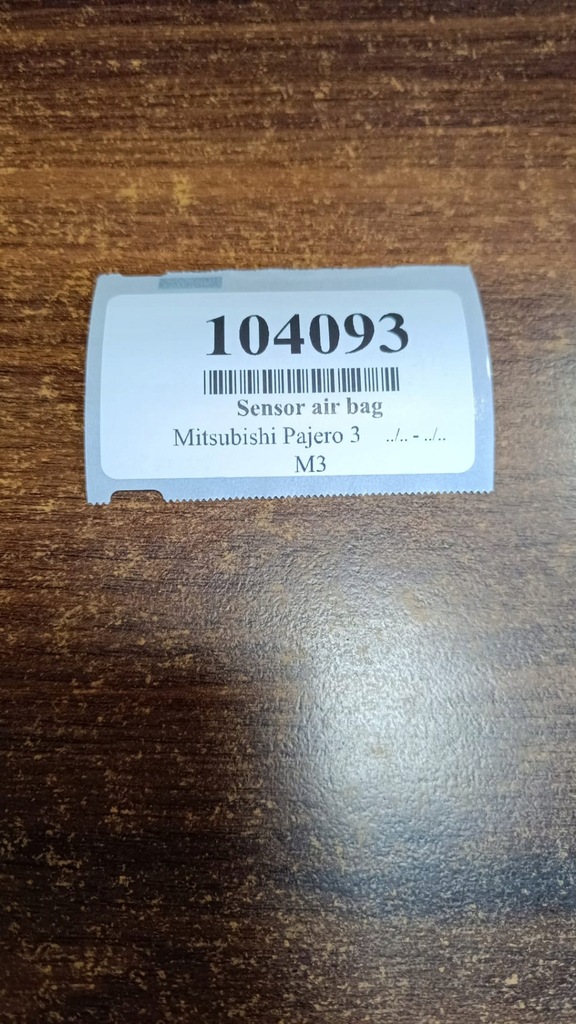 104093
Sensor air bag
Mitsubishi Pajero 3 ../.. - ../..
M3